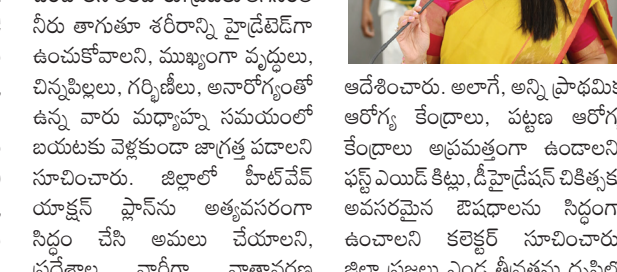 నీరు తాగుతూ శరీరాన్ని హైడ్రేటెడ్‌గా
ఉంచుకోవాలని, ముఖ్యంగా వృద్ధులు,
చిన్నపిల్లలు, గర్భిణీలు, అనారోగ్యంతో
ఉన్న వారు మధ్యాహ్న సమయంలో
బయటకు వెళ్లకుండా జాగ్రత్త పడాలని
సూచించారు. జిల్లాలో హీట్‌వేవ్
యాక్షన్ ప్లాన్‌ను అత్యవసరంగా
సిద్ధం చేసి అమలు చేయాలని,
ఆదేశించారు. అలాగే, అన్ని ప్రాథమిక
ఆరోగ్య కేంద్రాలు, పట్టణ ఆరోగ్య
కేంద్రాలు అప్రమత్తంగా ఉండాలని
ఫస్ట్ ఎయిడ్ కిట్లు, డీహైడ్రేషన్ చికిత్సక
అవసరమైన ఔషధాలను సిద్ధంగా
ఉంచాలని కలెక్టర్ సూచించారు